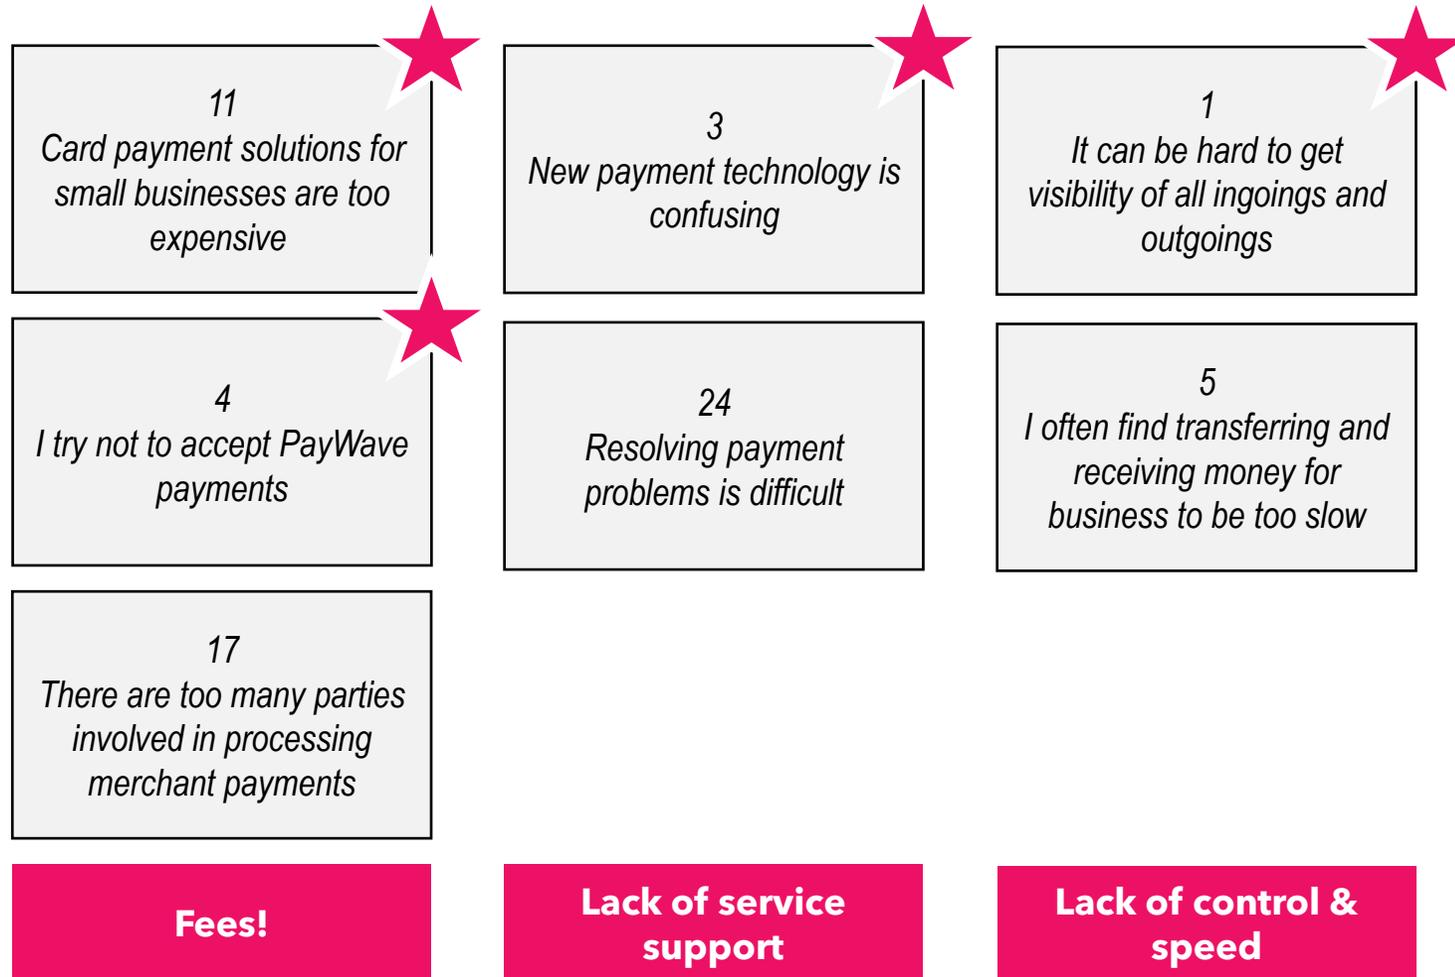 11
Card payment solutions for
small businesses are too
expensive
4
I try not to accept PayWave
payments
17
There are too many parties
involved in processing
merchant payments
Fees!
3
New payment technology is
confusing
24
Resolving payment
problems is difficult
Lack of service
support
1
It can be hard to get
visibility of all ingoings and
outgoings
5
I often find transferring and
receiving money for
business to be too slow
Lack of control &
speed